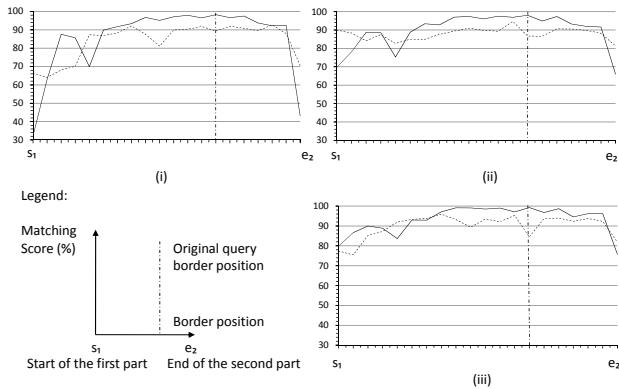 100
90
80
70
60
50
40
30
s₁
e₂
(i)
100
90
80
70
60
50
40
30
s₁
e₂
(ii)
Legend:
Matching
Score (%)
Original query
border position
Border position
s₁
e₂
Start of the first part
End of the second part
100
90
80
70
60
50
40
30
s₁
e₂
(iii)